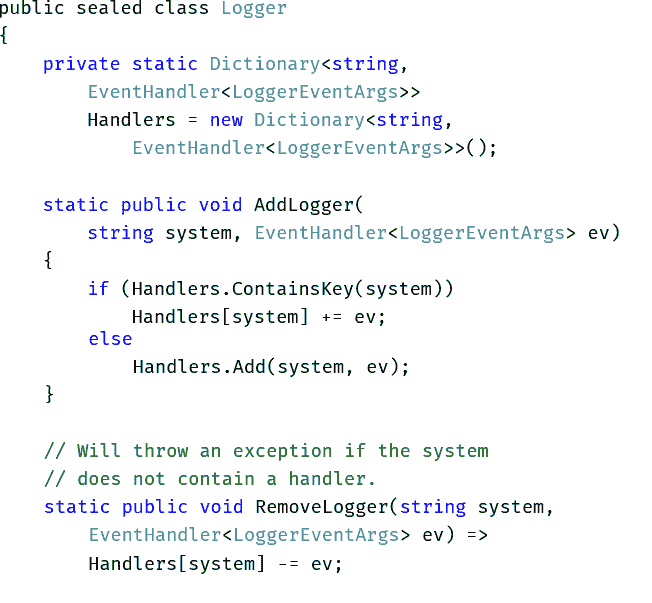 public sealed class Logger
{
    private static Dictionary<string,
        EventHandler<LoggerEventArgs>>
        Handlers = new Dictionary<string,
            EventHandler<LoggerEventArgs>>();

    static public void AddLogger(
        string system, EventHandler<LoggerEventArgs> ev)
    {
        if (Handlers.ContainsKey(system))
            Handlers[system] += ev;
        else
            Handlers.Add(system, ev);
    }

    // Will throw an exception if the system
    // does not contain a handler.
    static public void RemoveLogger(string system,
        EventHandler<LoggerEventArgs> ev) =>
        Handlers[system] -= ev;